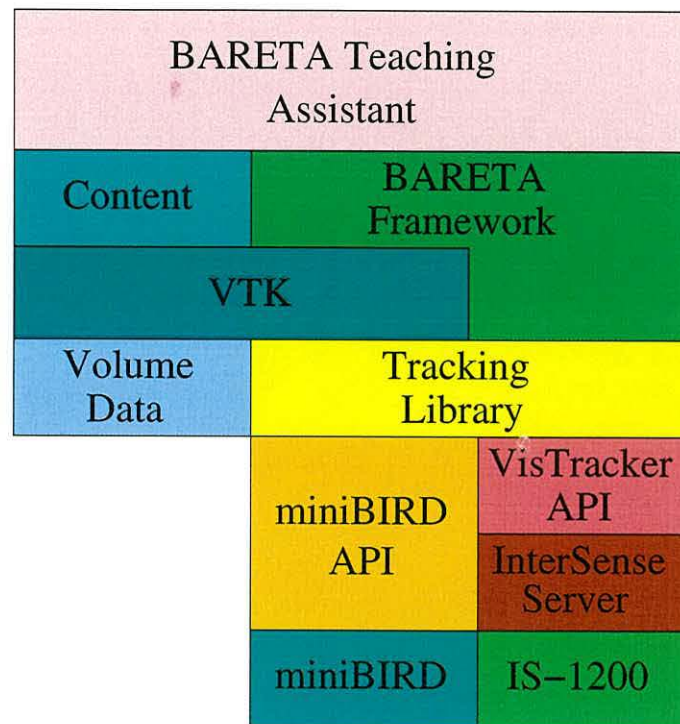 BARETA Teaching
Assistant
Content
BARETA
Framework
VTK
Volume
Data
Tracking
Library
miniBIRD
API
VisTracker
API
InterSense
Server
miniBIRD
IS-1200